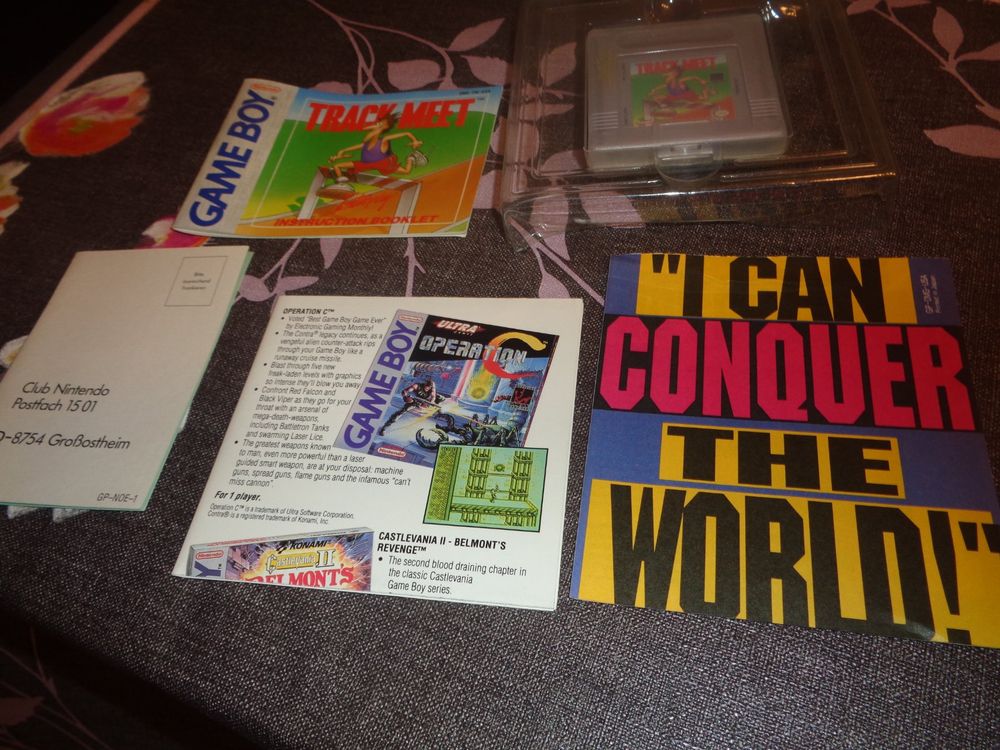 GAME BOY
Nintendo
TRACK MEET™
INSTRUCTION BOOKLET
TRACK MEET
Bitte
ausreichend
frankieren
Club Nintendo
Postfach 15 01
D-8754 Großostheim
GP-NOE-1
OPERATION C™
• Voted "Best Game Boy Game Ever"
by Electronic Gaming Monthly!
• The Contra® legacy continues, as a
vengeful alien counter-attack rips
through your Game Boy like a
runaway cruise missile.
• Blast through five new
freak-laden levels with graphics
so intense they'll blow you away
• Confront Red Falcon and
Black Viper as they go for your
throat with an arsenal of
mega-death-weapons,
including Battletron Tanks
and swarming Laser Lice.
• The greatest weapons known
to man, even more powerful than a laser
guided smart weapon, are at your disposal: machine
guns, spread guns, flame guns and the infamous "can't
miss cannon".
For 1 player.
Operation C™ is a trademark of Ultra Software Corporation.
Contra® is a registered trademark of Konami, Inc.
GAME BOY
Nintendo
ULTRA
GAMES
OPERATION C
Nintendo
Y
KONAMI
Castlevania II
BELMONT'S
CASTLEVANIA II - BELMONT'S
REVENGE™
• The second blood draining chapter in
the classic Castlevania
Game Boy series.
"I CAN
CONQUER
THE
WORLD!"